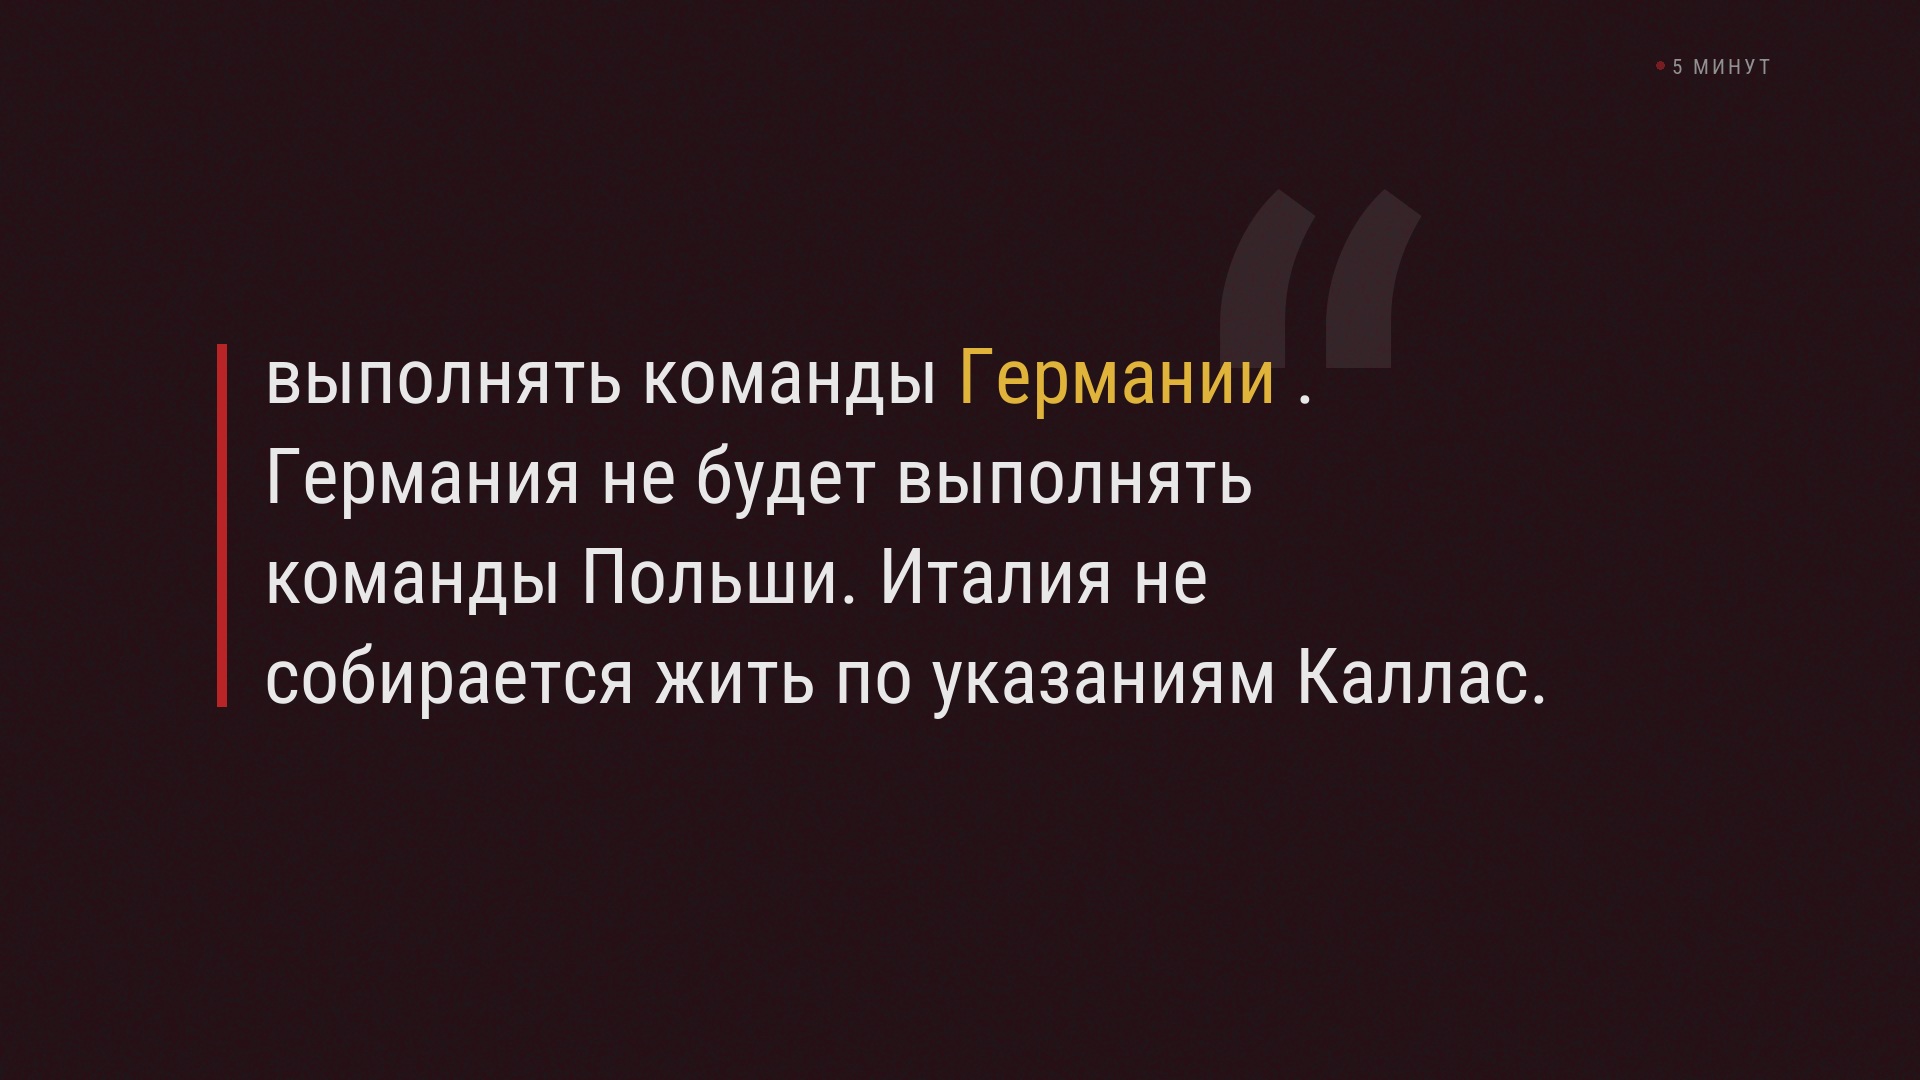 5 МИНУТ
выполнять команды Германии .
Германия не будет выполнять
команды Польши. Италия не
собирается жить по указаниям Каллас.